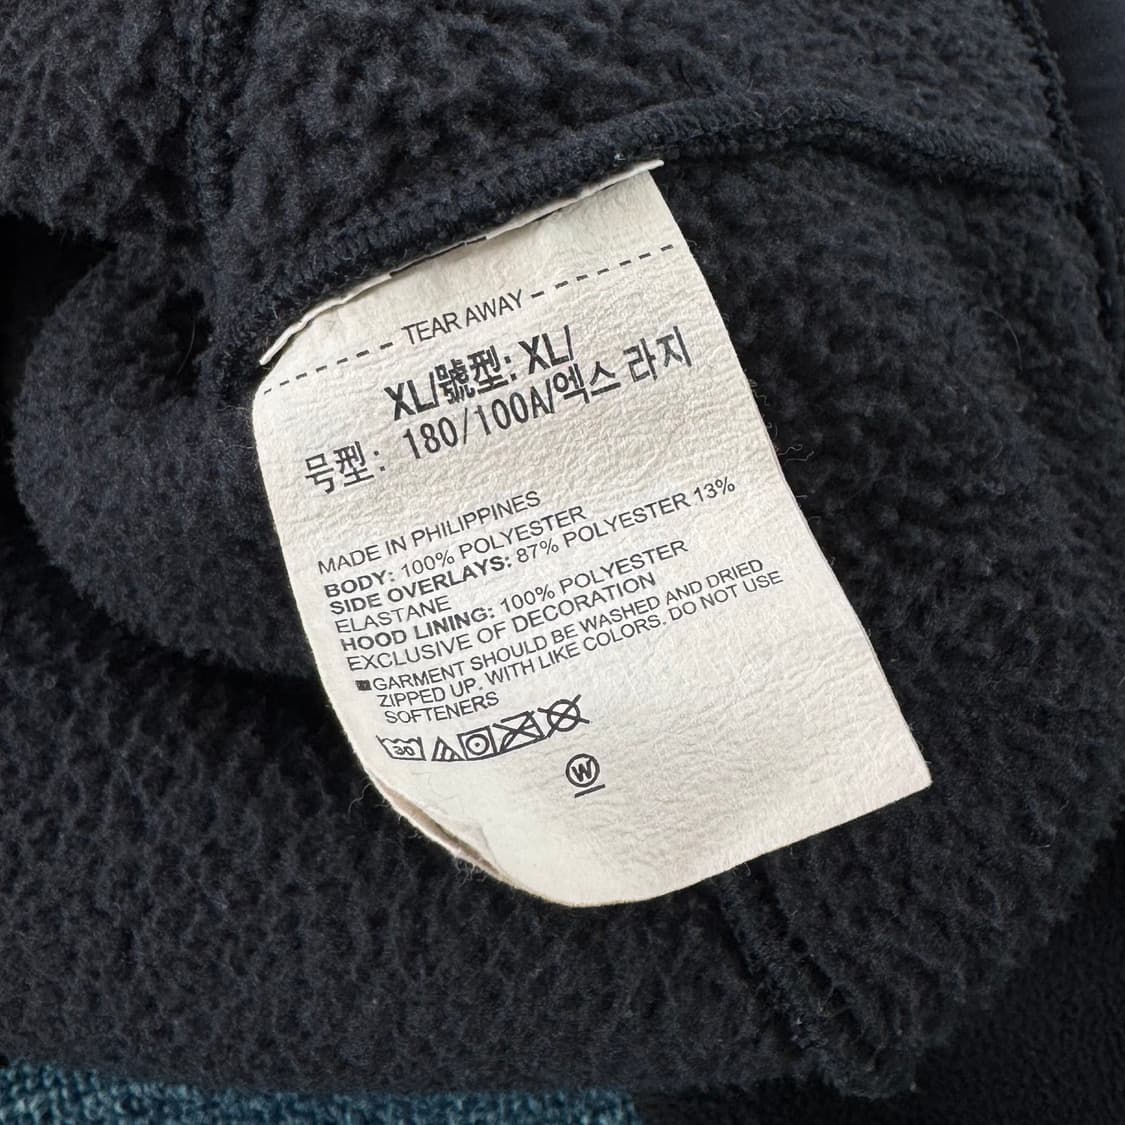 TEAR AWAY
XL/號型: XL/
号型: 180/100A/엑스 라지
MADE IN PHILIPPINES
BODY: 100% POLYESTER
SIDE OVERLAYS: 87% POLYESTER 13%
ELASTANE
HOOD LINING: 100% POLYESTER
EXCLUSIVE OF DECORATION
GARMENT SHOULD BE WASHED AND DRIED
ZIPPED UP. WITH LIKE COLORS. DO NOT USE
SOFTENERS
30
W